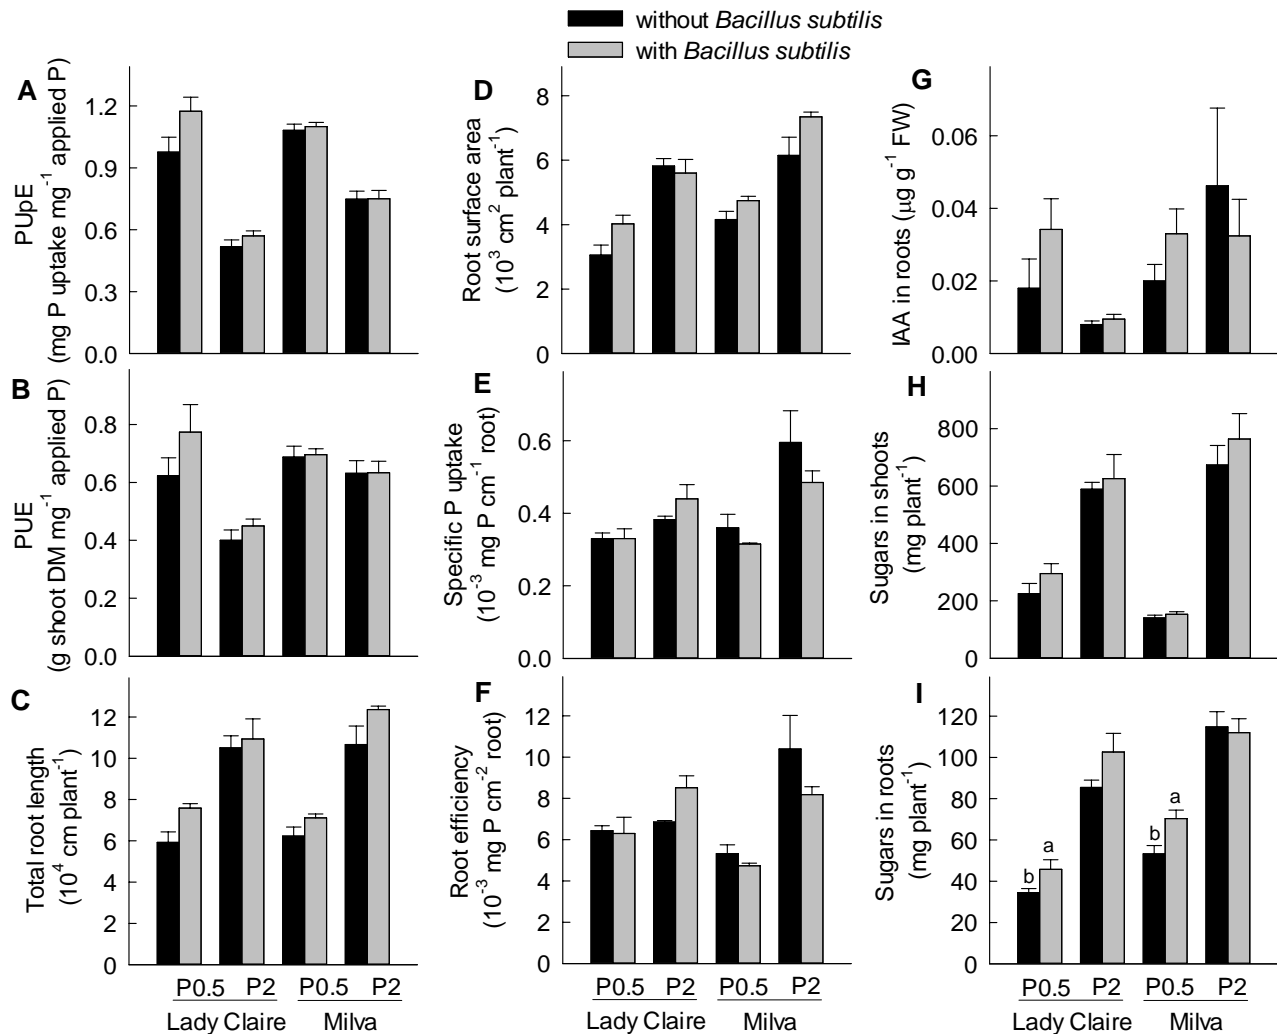 without Bacillus subtilis
with Bacillus subtilis
A
PUpE
(mg P uptake mg⁻¹ applied P)
1.2
0.9
0.6
0.3
0.0
D
Root surface area
(10³ cm² plant⁻¹)
8
6
4
2
0
G
IAA in roots (µg g⁻¹ FW)
0.06
0.04
0.02
0.00
B
PUE
(g shoot DM mg⁻¹ applied P)
0.8
0.6
0.4
0.2
0.0
E
Specific P uptake
(10⁻³ mg P cm⁻¹ root)
0.6
0.4
0.2
0.0
H
Sugars in shoots
(mg plant⁻¹)
800
600
400
200
0
C
Total root length
(10⁴ cm plant⁻¹)
12
10
8
6
4
2
0
F
Root efficiency
(10⁻³ mg P cm⁻² root)
12
10
8
6
4
2
0
I
Sugars in roots
(mg plant⁻¹)
120
100
80
60
40
20
0
b a b a
P0.5 P2 P0.5 P2
Lady Claire Milva
P0.5 P2 P0.5 P2
Lady Claire Milva
P0.5 P2 P0.5 P2
Lady Claire Milva